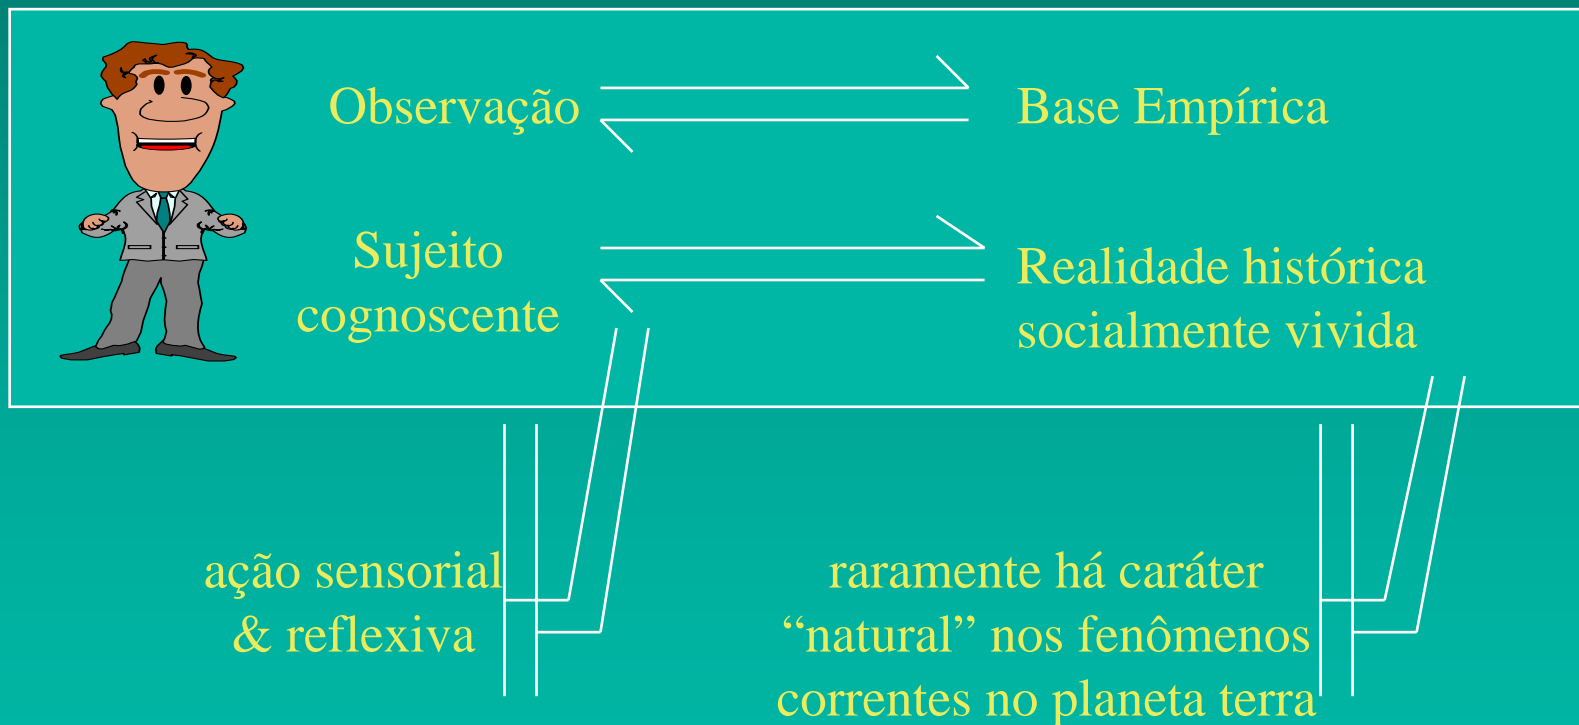 Observação
Base Empírica
Sujeito
cognoscente
Realidade histórica
socialmente vivida
ação sensorial
& reflexiva
raramente há caráter
“natural” nos fenômenos
correntes no planeta terra